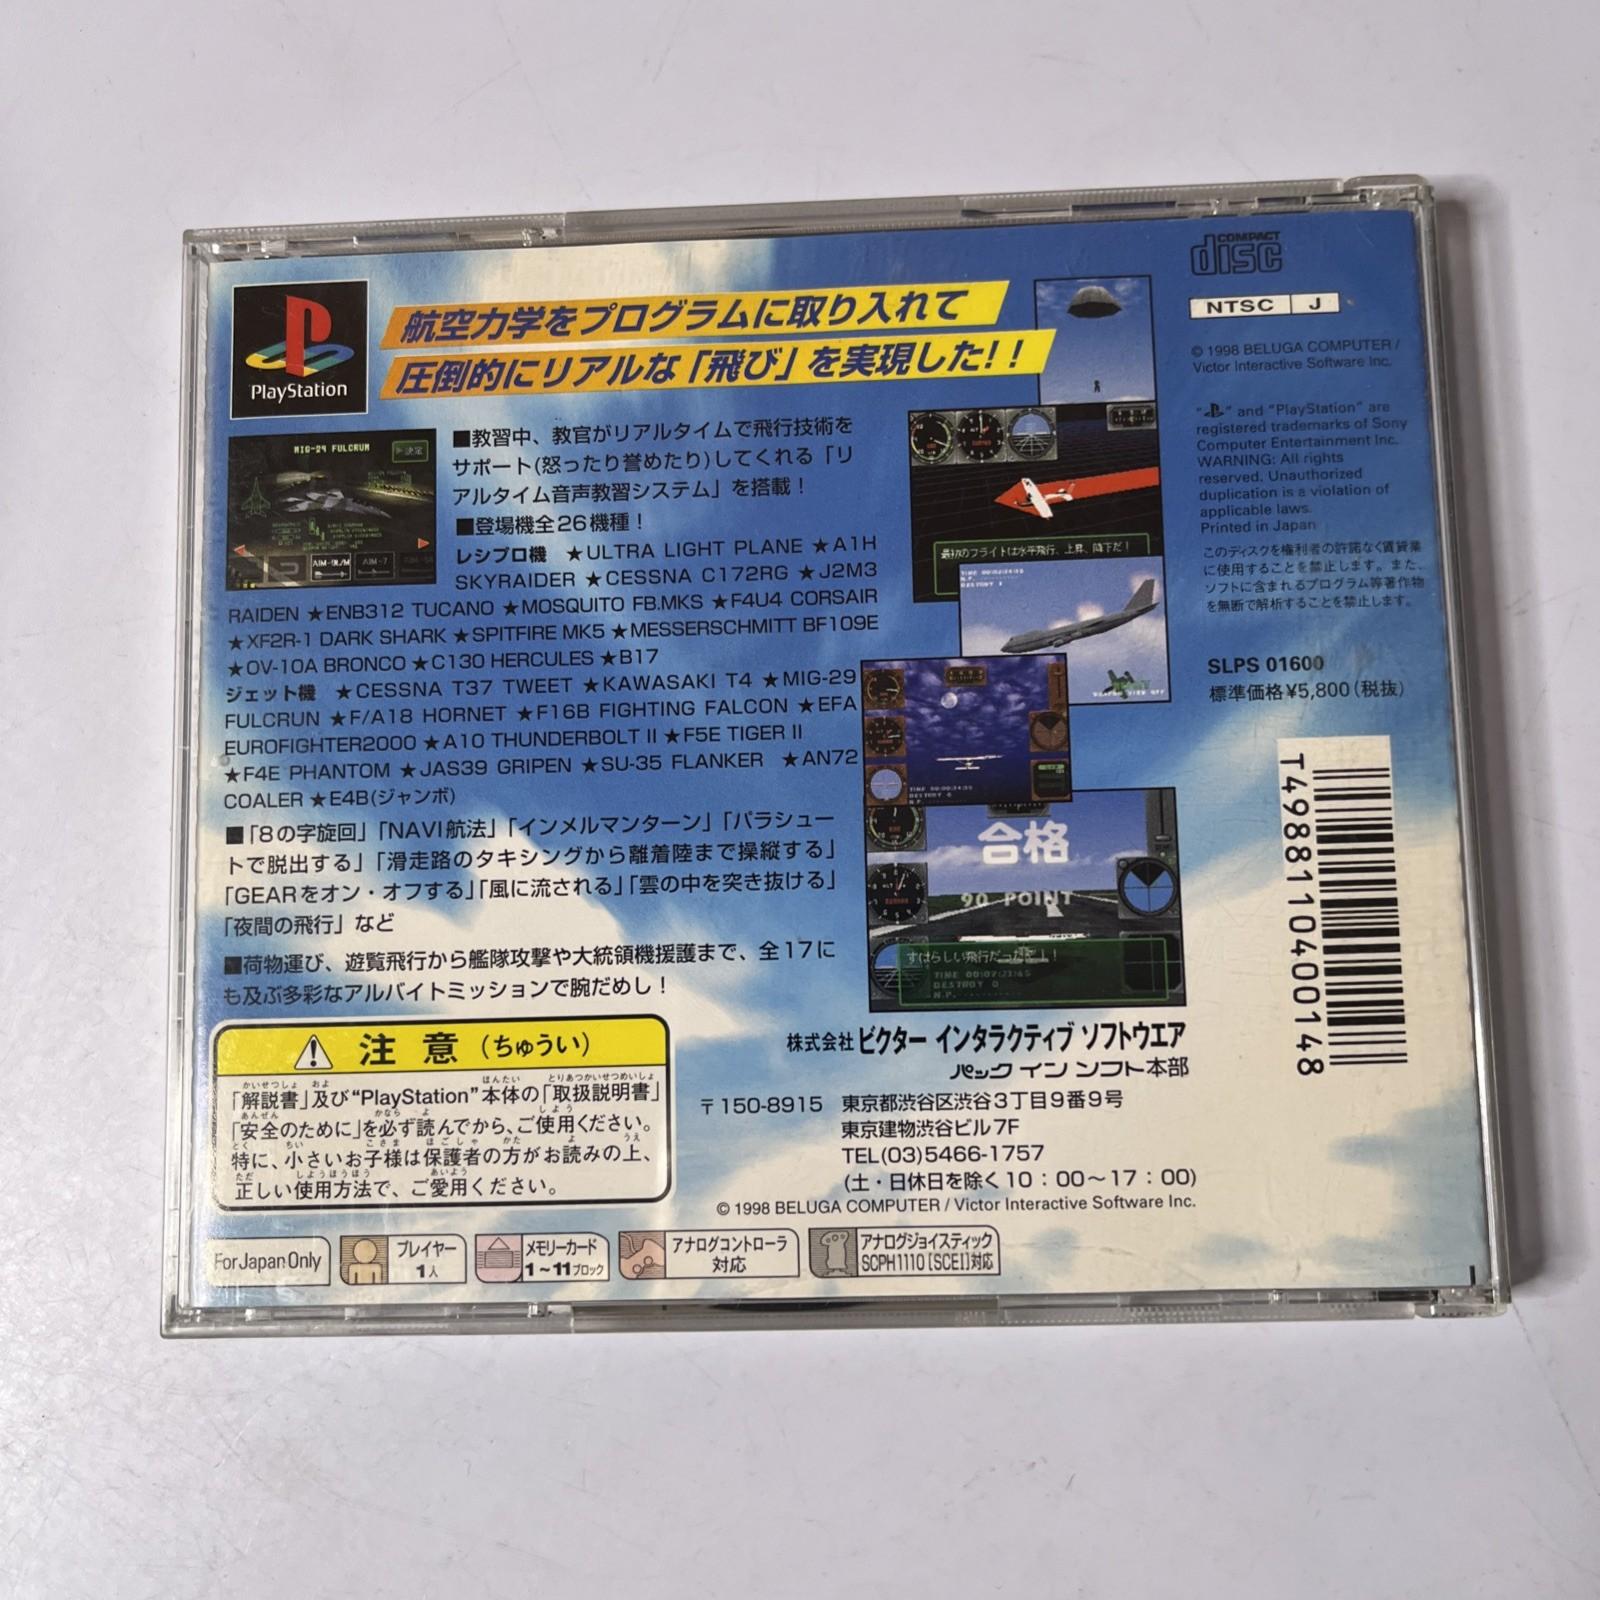 PlayStation
航空力学をプログラムに取り入れて
圧倒的にリアルな「飛び」を実現した!!
COMPACT
disc
NTSC J
© 1998 BELUGA COMPUTER /
Victor Interactive Software Inc.
" " and "PlayStation" are
registered trademarks of Sony
Computer Entertainment Inc.
WARNING: All rights
reserved. Unauthorized
duplication is a violation of
applicable laws.
Printed in Japan
このディスクを権利者の許諾なく賃貸業
に使用することを禁止します。また、
ソフトに含まれるプログラム等著作物
を無断で解析することを禁止します。
SLPS 01600
標準価格¥5,800(税抜)
T4988110400148
MIG-29 FULCRUM
決定
AIM-9L/M
AIM-7
■教習中、教官がリアルタイムで飛行技術を
サポート(怒ったり誉めたり)してくれる「リ
アルタイム音声教習システム」を搭載!
■登場機全26機種!
レシプロ機 ★ULTRA LIGHT PLANE ★A1H
SKYRAIDER ★CESSNA C172RG ★J2M3
RAIDEN ★ENB312 TUCANO ★MOSQUITO FB.MKS ★F4U4 CORSAIR
★XF2R-1 DARK SHARK ★SPITFIRE MK5 ★MESSERSCHMITT BF109E
★OV-10A BRONCO ★C130 HERCULES ★B17
ジェット機 ★CESSNA T37 TWEET ★KAWASAKI T4 ★MIG-29
FULCRUN ★F/A18 HORNET ★F16B FIGHTING FALCON ★EFA
EUROFIGHTER2000 ★A10 THUNDERBOLT II ★F5E TIGER II
★F4E PHANTOM ★JAS39 GRIPEN ★SU-35 FLANKER ★AN72
COALER ★E4B(ジャンボ)
■「8の字旋回」「NAVI航法」「インメルマンターン」「パラシュー
トで脱出する」「滑走路のタキシングから離着陸まで操縦する」
「GEARをオン・オフする」「風に流される」「雲の中を突き抜ける」
「夜間の飛行」など
■荷物運び、遊覧飛行から艦隊攻撃や大統領機援護まで、全17に
も及ぶ多彩なアルバイトミッションで腕だめし!
最初のフライトは水平飛行、上昇、降下だ!
合格
90 POINT
すばらしい飛行だったぞ!
TIME 00:07:21:65
DESTROY 0
N.P.
注意(ちゅうい)
「解説書」及び"PlayStation"本体の「取扱説明書」
「安全のために」を必ず読んでから、ご使用ください。
特に、小さいお子様は保護者の方がお読みの上、
正しい使用方法で、ご愛用ください。
株式会社 ビクター インタラクティブ ソフトウエア
パック イン ソフト本部
〒150-8915 東京都渋谷区渋谷3丁目9番9号
東京建物渋谷ビル7F
TEL(03)5466-1757
(土・日休日を除く10:00〜17:00)
© 1998 BELUGA COMPUTER / Victor Interactive Software Inc.
For Japan Only
プレイヤー
1人
メモリーカード
1〜11ブロック
アナログコントローラ
対応
アナログジョイスティック
SCPH1110[SCEI]対応